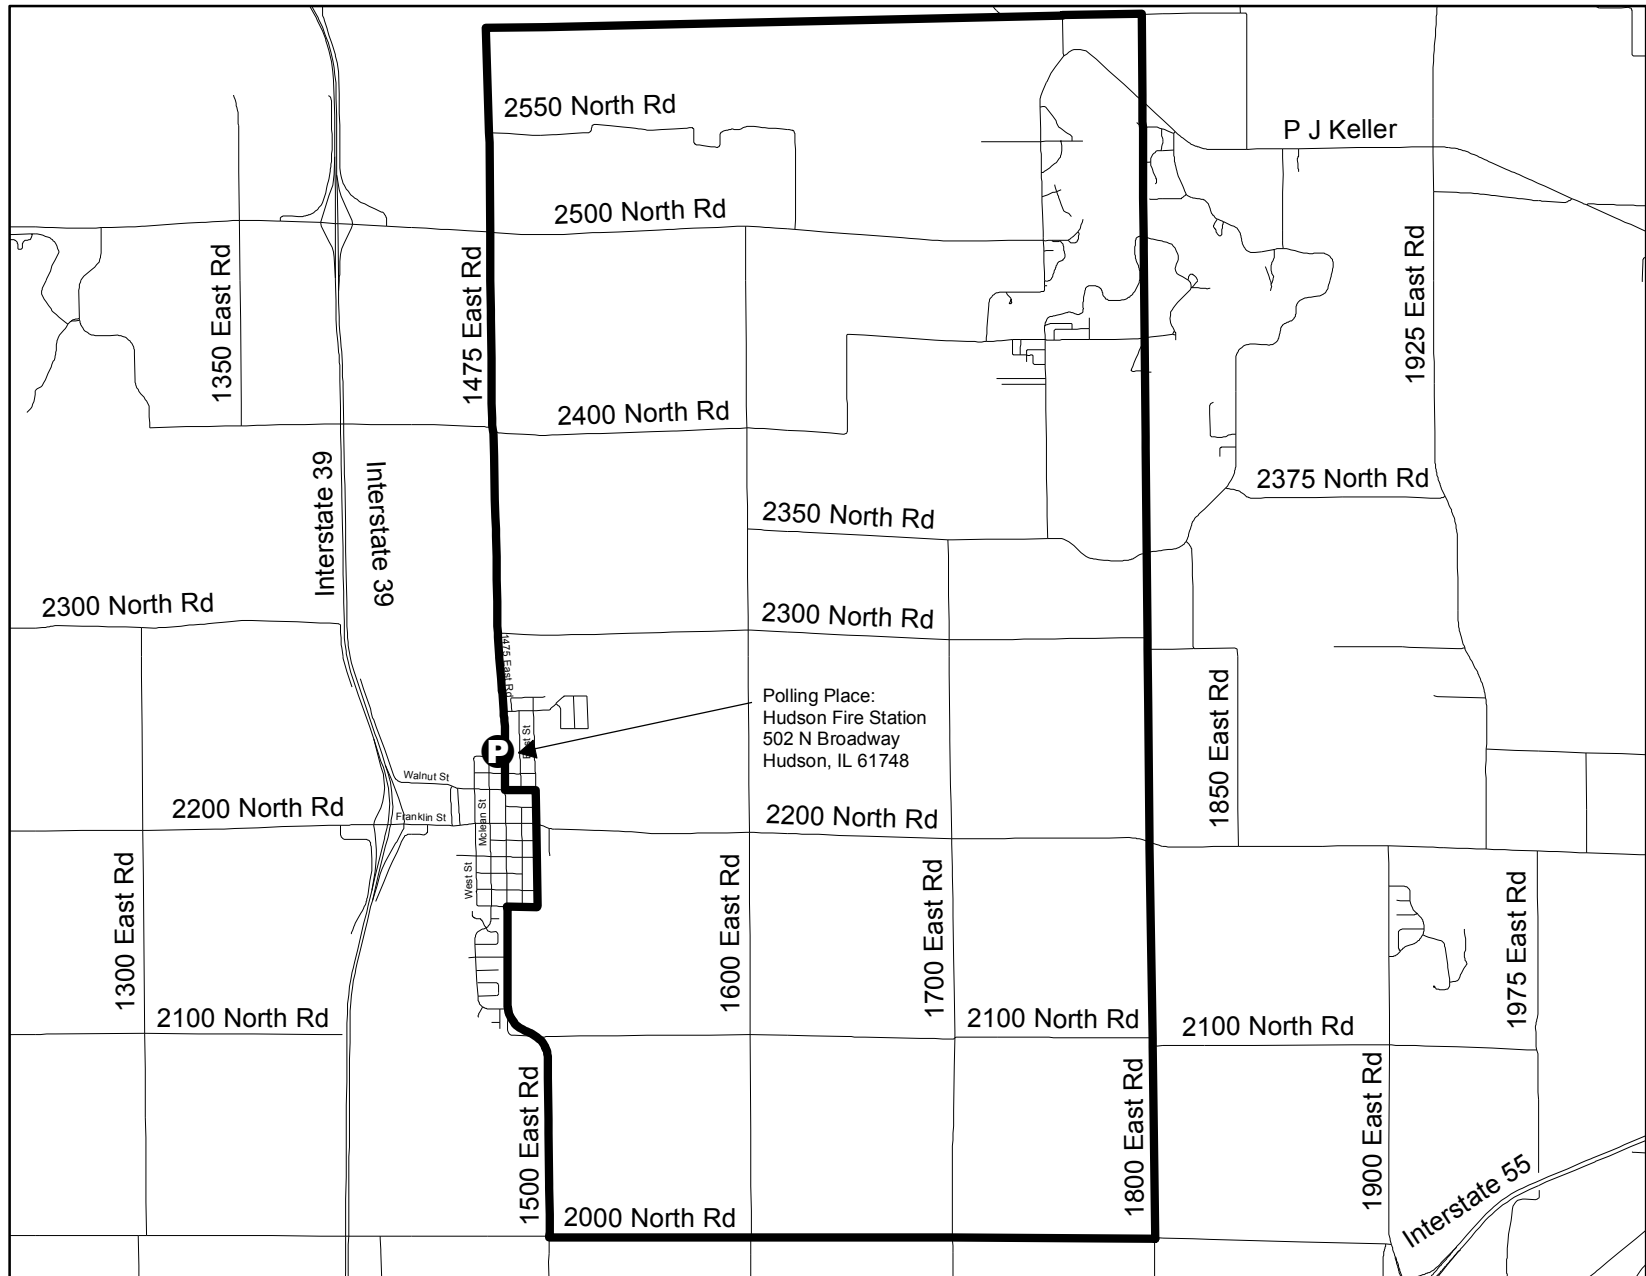 2550 North Rd
P J Keller
2500 North Rd
1350 East Rd
1475 East Rd
1925 East Rd
2400 North Rd
Interstate 39
Interstate 39
2375 North Rd
2350 North Rd
2300 North Rd
2300 North Rd
1475 East Rd
Polling Place:
Hudson Fire Station
502 N Broadway
Hudson, IL 61748
East St
P
1850 East Rd
Walnut St
2200 North Rd
Franklin St
Mclean St
2200 North Rd
West St
1300 East Rd
1600 East Rd
1700 East Rd
1975 East Rd
2100 North Rd
2100 North Rd
2100 North Rd
1500 East Rd
1800 East Rd
1900 East Rd
Interstate 55
2000 North Rd